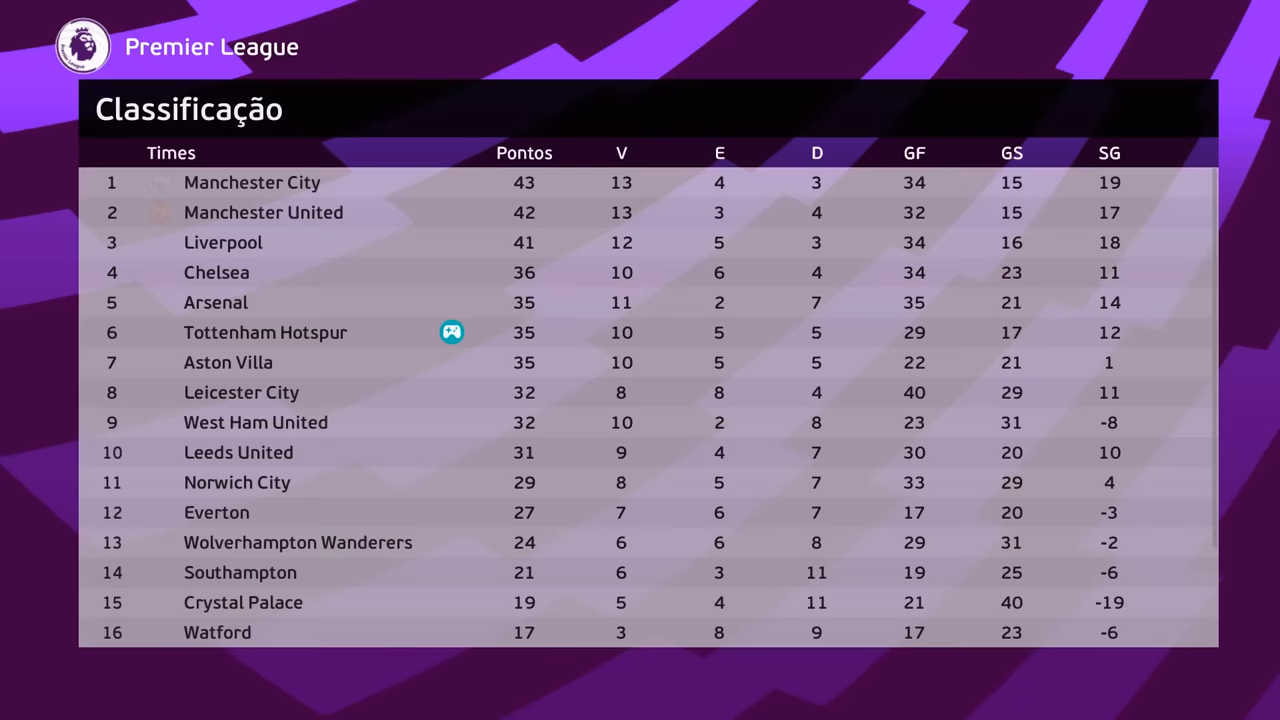 Premier League
Classificação
Times Pontos V E D GF GS SG
1 Manchester City 43 13 4 3 34 15 19
2 Manchester United 42 13 3 4 32 15 17
3 Liverpool 41 12 5 3 34 16 18
4 Chelsea 36 10 6 4 34 23 11
5 Arsenal 35 11 2 7 35 21 14
6 Tottenham Hotspur 35 10 5 5 29 17 12
7 Aston Villa 35 10 5 5 22 21 1
8 Leicester City 32 8 8 4 40 29 11
9 West Ham United 32 10 2 8 23 31 -8
10 Leeds United 31 9 4 7 30 20 10
11 Norwich City 29 8 5 7 33 29 4
12 Everton 27 7 6 7 17 20 -3
13 Wolverhampton Wanderers 24 6 6 8 29 31 -2
14 Southampton 21 6 3 11 19 25 -6
15 Crystal Palace 19 5 4 11 21 40 -19
16 Watford 17 3 8 9 17 23 -6